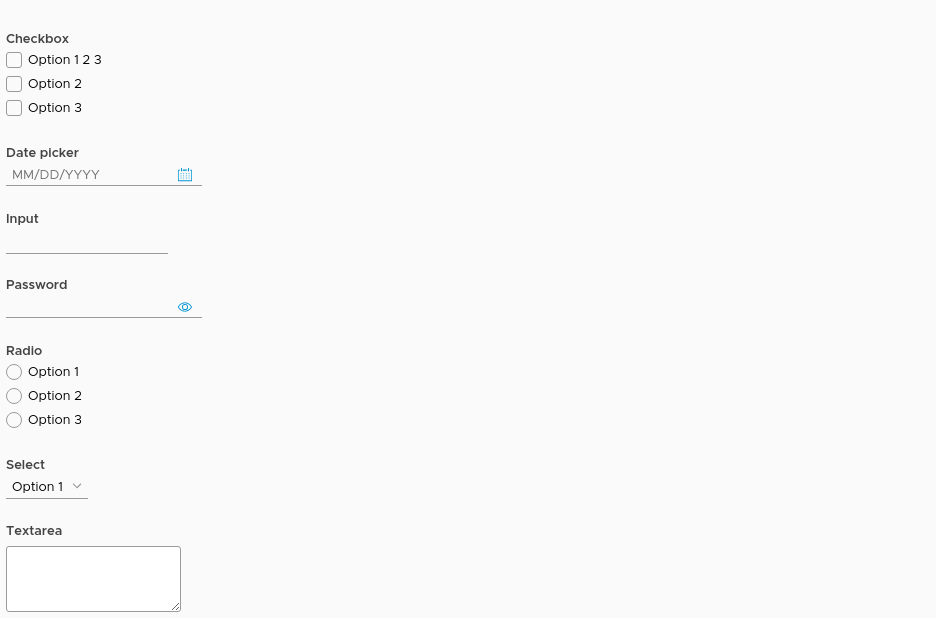 Checkbox
Option 1 2 3
Option 2
Option 3
Date picker
MM/DD/YYYY
Input
Password
Radio
Option 1
Option 2
Option 3
Select
Option 1
Textarea